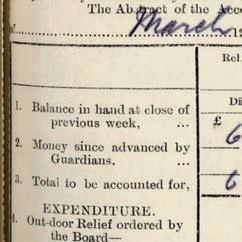 The Abstract of the Acc
March
Rel
Di
1. Balance in hand at close of
previous week, ...
£ 6
2. Money since advanced by
Guardians, ...
3. Total to be accounted for, 6
EXPENDITURE.
1. Out-door Relief ordered by
the Board—